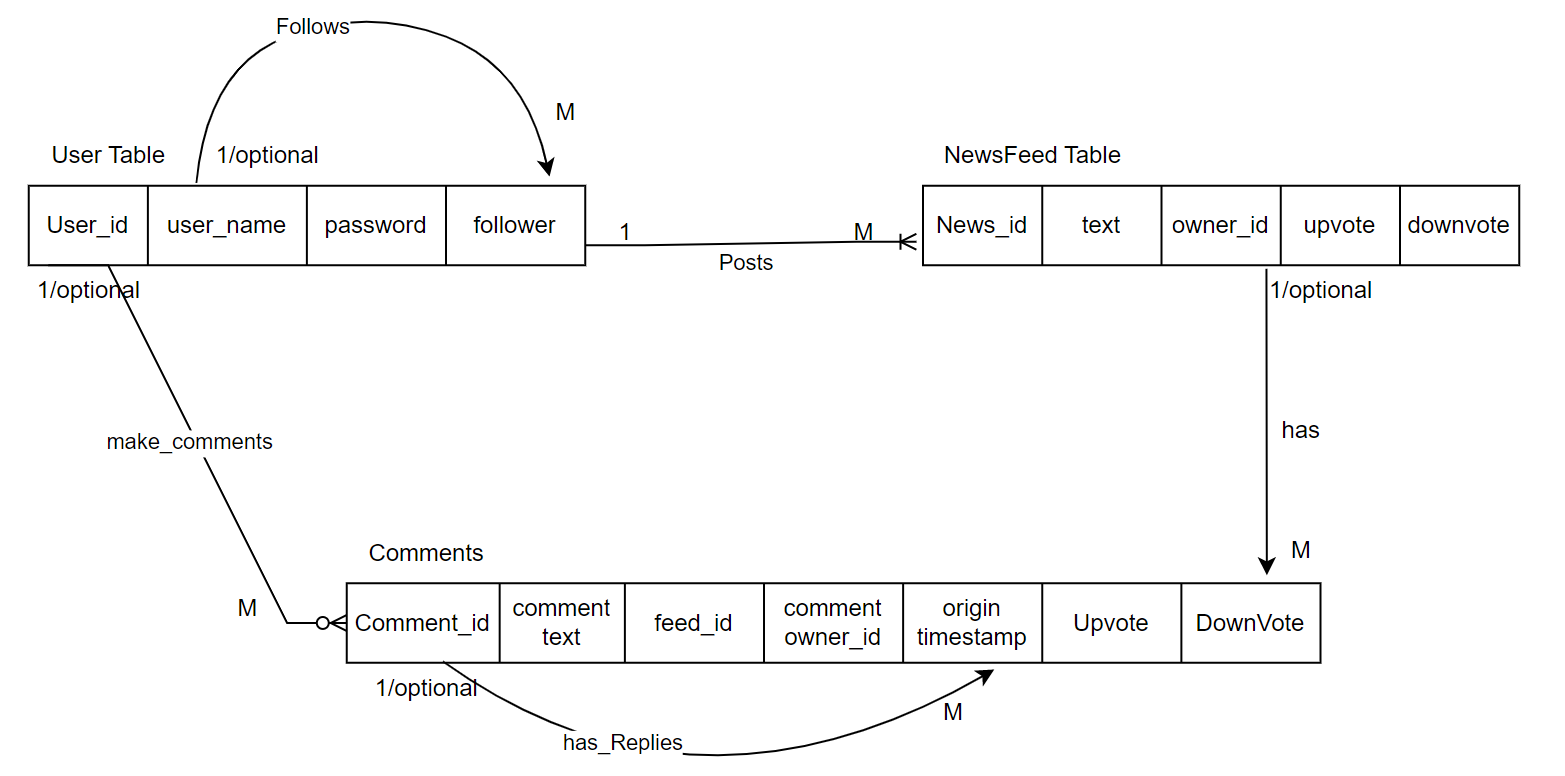 Follows
M
User Table
1/optional
NewsFeed Table
User_id
user_name
password
follower
1
M
Posts
News_id
text
owner_id
upvote
downvote
1/optional
1/optional
has
make_comments
M
Comments
M
Comment_id
comment
text
feed_id
comment
owner_id
origin
timestamp
Upvote
DownVote
1/optional
M
has_Replies